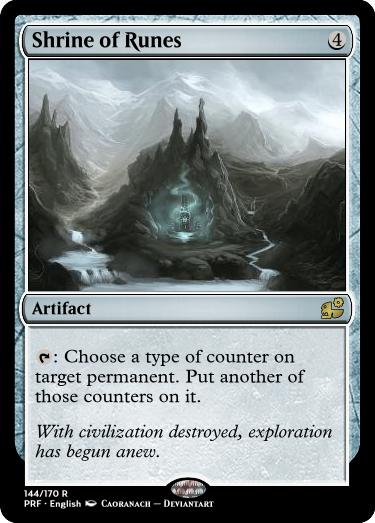 Shrine of Runes 4
Artifact
: Choose a type of counter on
target permanent. Put another of
those counters on it.
With civilization destroyed, exploration
has begun anew.
144/170 R
PRF • English Caoranach — Deviantart